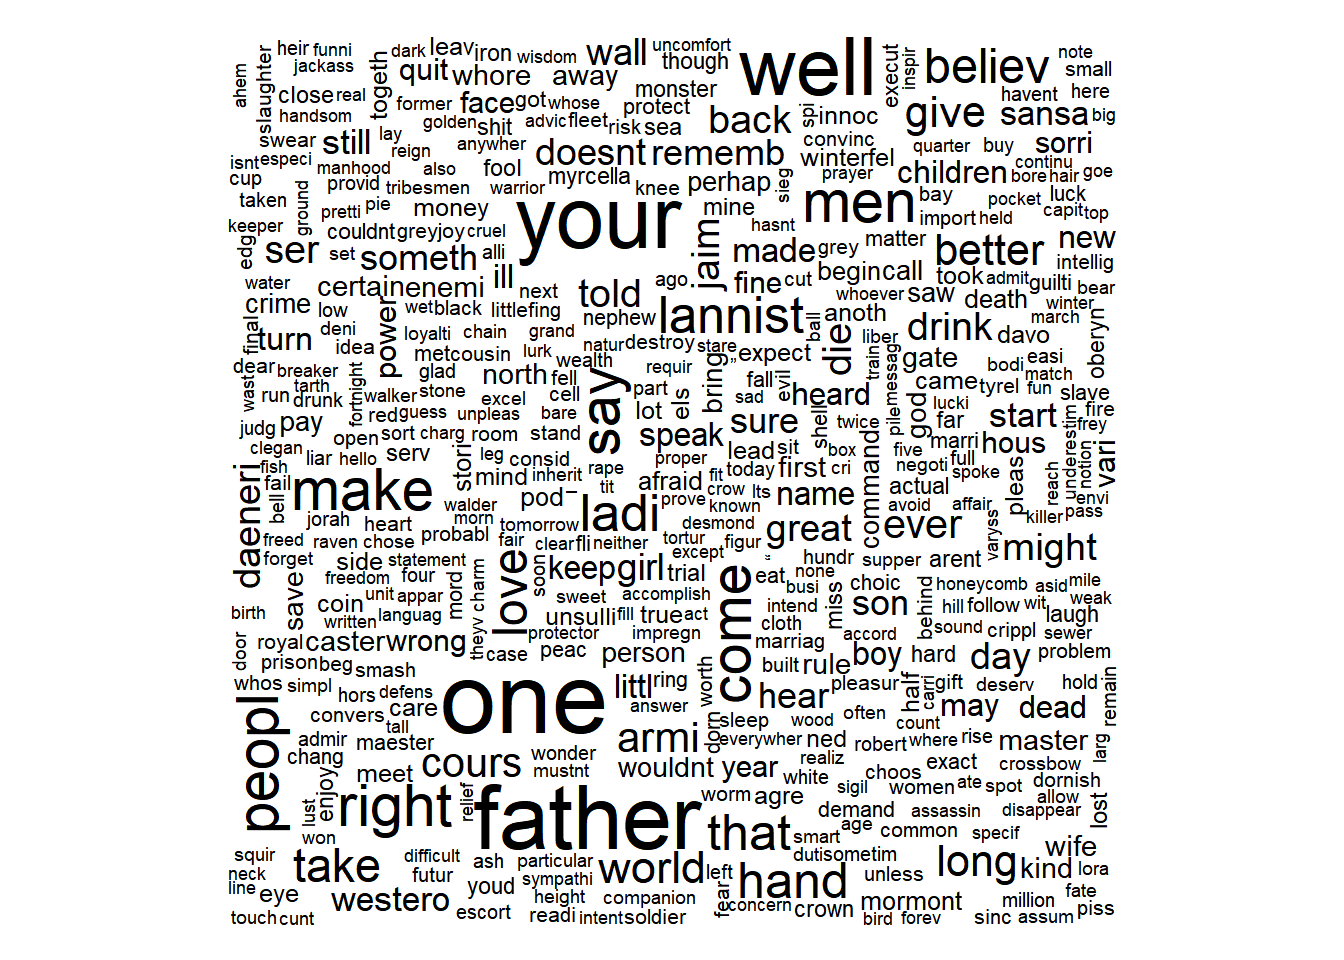 ahem
heir
funni
dark
leav
iron
wisdom
wall
uncomfort
though
well
execut
inspir
believ
note
small
jackass
slaughter
close
real
togeth
quit
whore
away
monster
handsom
former
face
got
whose
protect
golden
shit
advic
fleet
risk
sea
back
spi
innoc
give
havent
here
sansa
big
swear
still
lay
reign
anywher
doesnt
rememb
convinc
winterfel
quarter
buy
sorri
isnt
especi
manhood
also
fool
myrcella
knee
perhap
sieg
prayer
children
continu
bore
hair
goe
cup
provid
tribesmen
warrior
taken
ground
pretti
pie
money
your
mine
men
bay
pocket
luck
import
held
capit
top
keeper
couldnt
greyjoy
cruel
hasnt
edg
ser
set
someth
alli
jaim
made
grey
matter
better
new
intellig
water
certain
enemi
ill
next
told
ago
fine
cut
begin
call
took
admit
guilti
bear
crime
low
power
wet
black
littlefing
nephew
lannist
whoever
saw
death
winter
final
turn
deni
loyalti
chain
grand
ball
anoth
march
idea
natur
destroy
stare
”
expect
die
liber
drink
davo
oberyn
dear
breaker
met
cousin
lurk
wealth
requir
train
messag
gate
bodi
easi
wast
tarth
glad
north
fell
say
part
bring
fall
evil
came
tyrel
fun
match
run
drunk
fortnight
walker
stone
excel
cell
sad
heard
pile
god
lucki
slave
judg
pay
red
guess
unpleas
bare
lot
els
sure
shell
twice
far
start
underestim
fire
frey
open
sort
charg
room
stand
speak
lead
sit
box
command
marri
hous
vari
clegan
liar
hello
serv
stori
leg
consid
proper
five
full
fish
mind
inherit
rape
afraid
fit
today
first
cri
negoti
spoke
pleas
reach
notion
daeneri
fail
bell
make
walder
pod
–
tit
crow
lts
name
actual
avoid
affair
envi
jorah
heart
morn
ladi
prove
known
killer
pass
freed
raven
chose
probabl
tomorrow
fair
desmond
great
ever
varyss
might
forget
side
statement
clear
fli
neither
tortur
figur
except
“
hundr
supper
arent
freedom
four
love
soon
keep
girl
trial
come
eat
none
choic
honeycomb
asid
mile
save
coin
unit
appar
mord
charm
sweet
accomplish
busi
miss
weak
birth
written
languag
unsulli
fill
true
act
intend
son
behind
hill
follow
wit
laugh
cloth
door
royal
caster
wrong
theyv
protector
impregn
marriag
accord
sound
crippl
sewer
prison
beg
smash
case
peac
person
built
rule
boy
hard
day
problem
whos
simpl
hors
defens
one
littl
ring
worth
hear
pleasur
half
carri
gift
deserv
hold
remain
peopl
convers
care
answer
may
dead
tall
dorn
sleep
wood
often
count
admir
maester
armi
everywher
ned
robert
where
rise
master
chang
cours
wonder
realiz
exact
larg
meet
mustnt
wouldnt
year
white
choos
crossbow
enjoy
sigil
women
ate
spot
dornish
lust
right
relief
father
worm
agre
demand
assassin
allow
disappear
lost
won
that
smart
age
common
specif
squir
take
difficult
ash
particular
world
left
duti
sometim
long
wife
neck
futur
sympathi
hand
unless
kind
lora
line
eye
westero
youd
height
companion
fear
mormont
million
fate
touch
cunt
escort
readi
intent
soldier
concern
crown
bird
forev
sinc
assum
piss